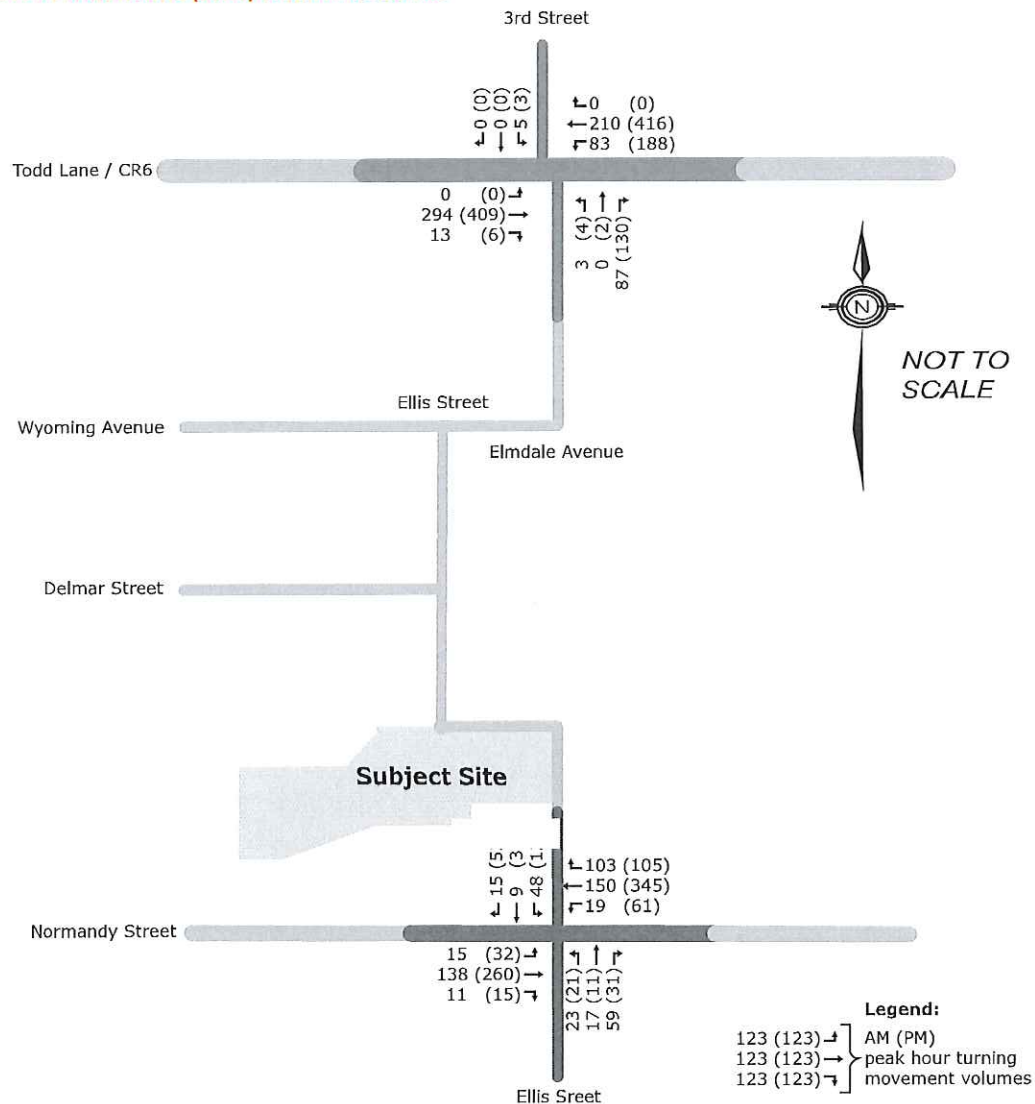 3rd Street
0 (0)
0 (0)
5 (3)
0 (0)
210 (416)
83 (188)
Todd Lane / CR6
0 (0)
294 (409)
13 (6)
3 (4)
0 (2)
87 (130)
N
NOT TO
SCALE
Ellis Street
Wyoming Avenue
Elmdale Avenue
Delmar Street
Subject Site
15 (5
9 (3
48 (1
103 (105)
150 (345)
19 (61)
Normandy Street
15 (32)
138 (260)
11 (15)
23 (21)
17 (11)
59 (31)
Ellis Sreet
Legend:
123 (123) AM (PM)
123 (123) peak hour turning
123 (123) movement volumes